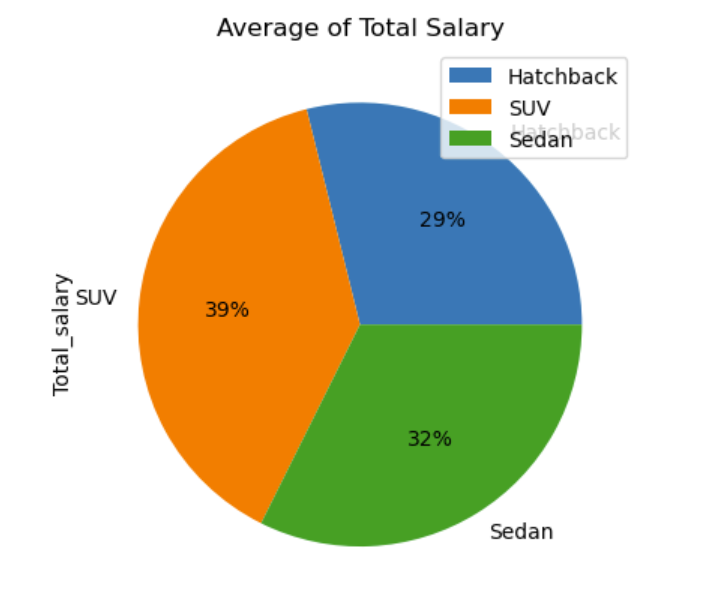 Average of Total Salary
Hatchback
SUV
Sedan
Hatchback
29%
SUV
39%
Total_salary
32%
Sedan